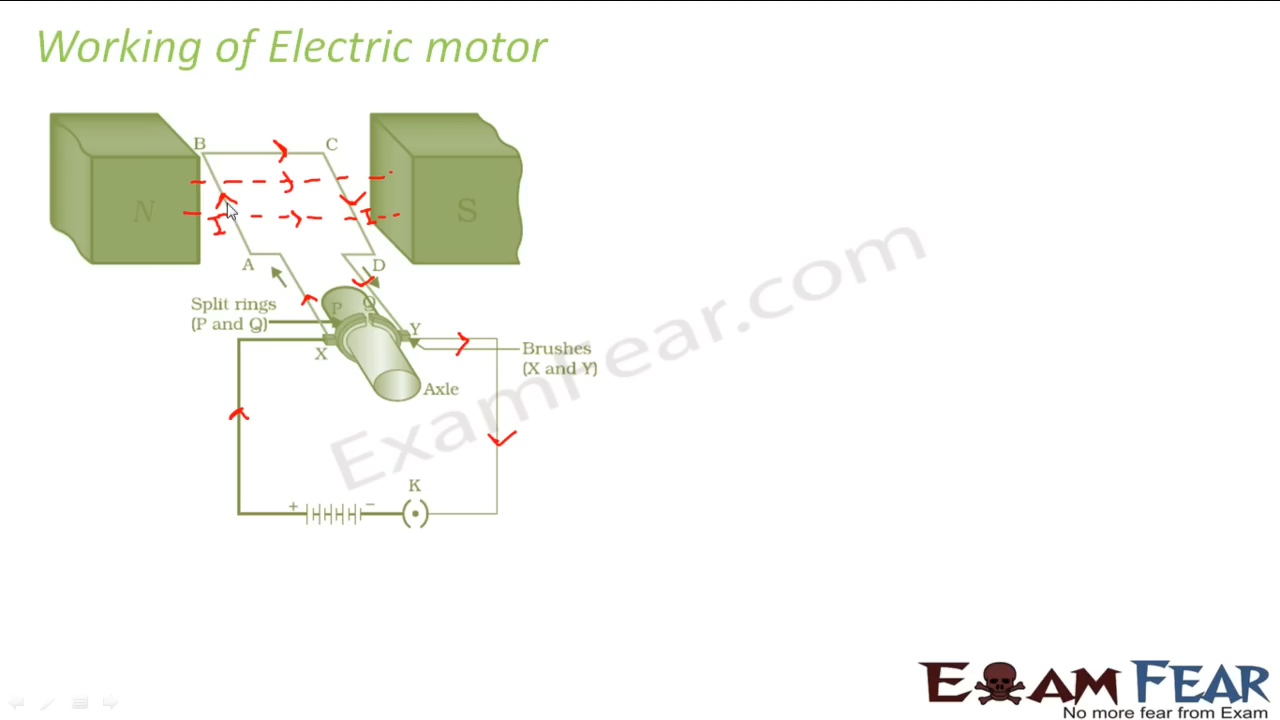 Working of Electric motor
B
C
N
S
I
I
A
D
Split rings
(P and Q)
P
Q
X
Y
Brushes
(X and Y)
Axle
K
+
−
ExamFear.com
EXAM FEAR
No more fear from Exam